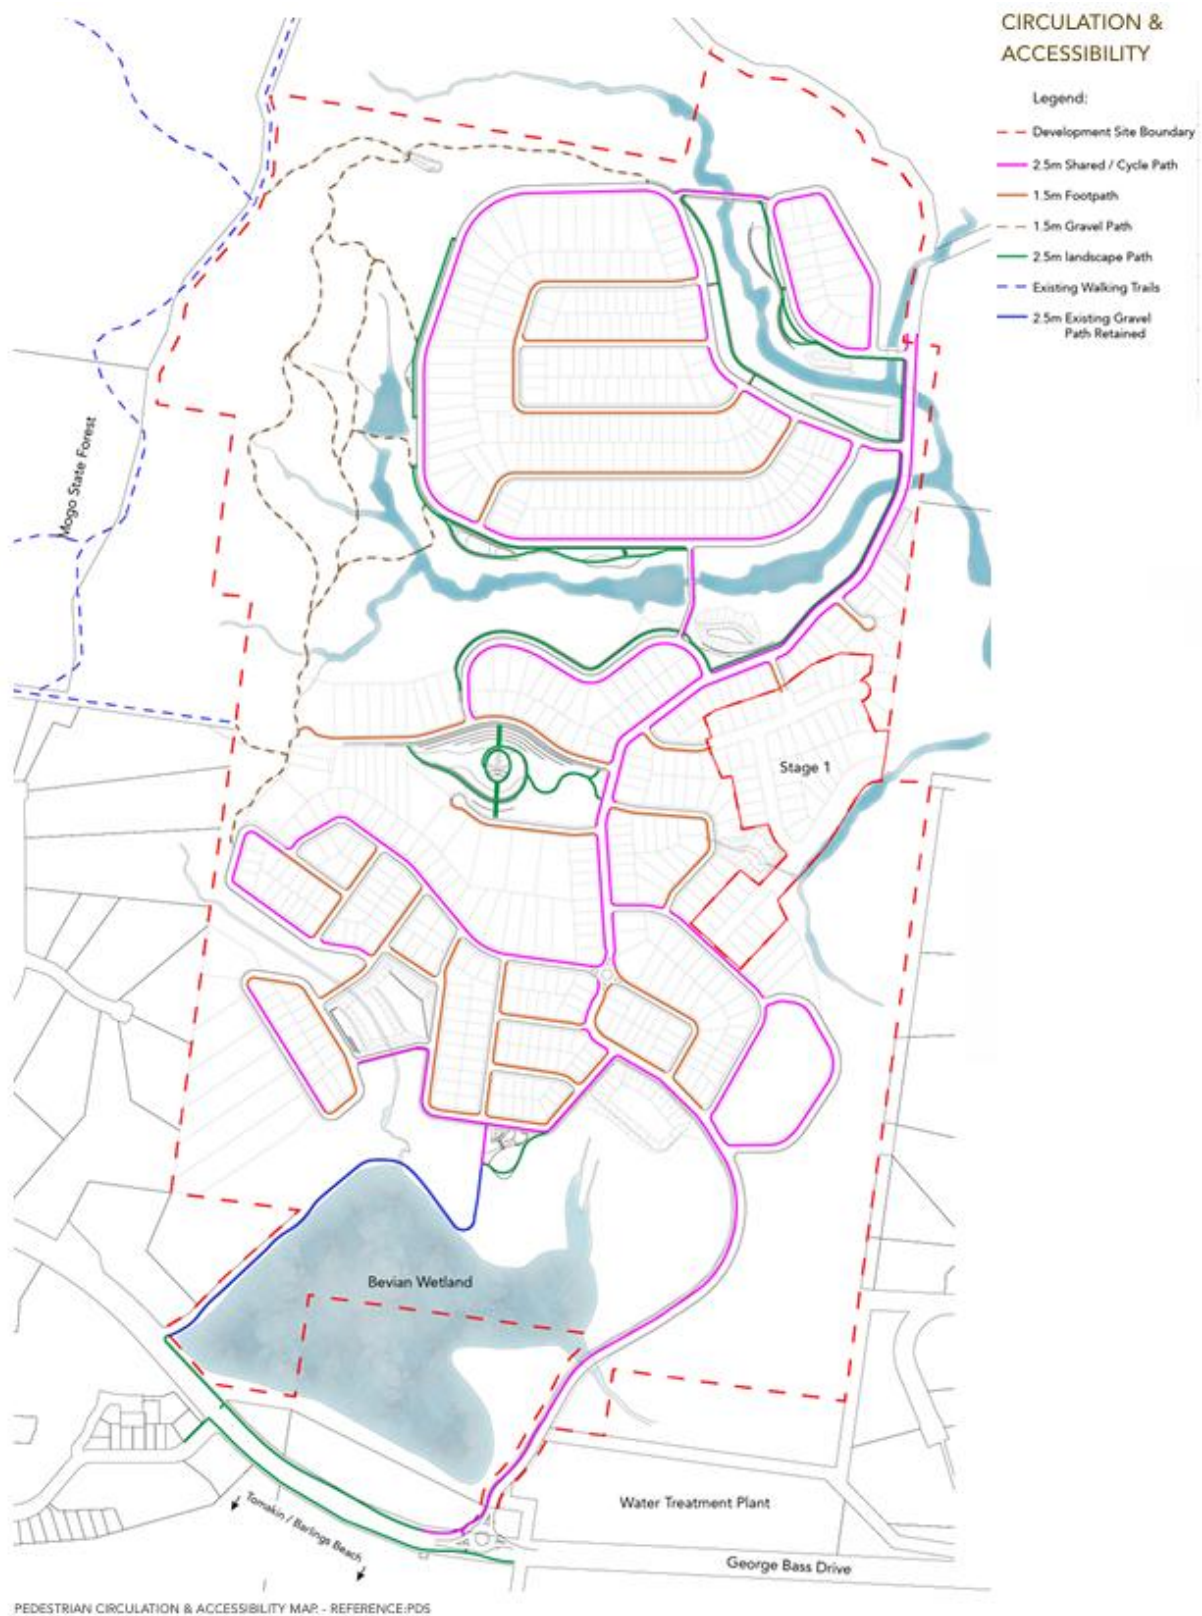 CIRCULATION &
ACCESSIBILITY
Legend:
Development Site Boundary
2.5m Shared / Cycle Path
1.5m Footpath
1.5m Gravel Path
2.5m landscape Path
Existing Walking Trails
2.5m Existing Gravel
Path Retained
Mogo State Forest
Stage 1
Bevian Wetland
Water Treatment Plant
Tomakin / Barlings Beach
George Bass Drive
PEDESTRIAN CIRCULATION & ACCESSIBILITY MAP. - REFERENCE:PDS